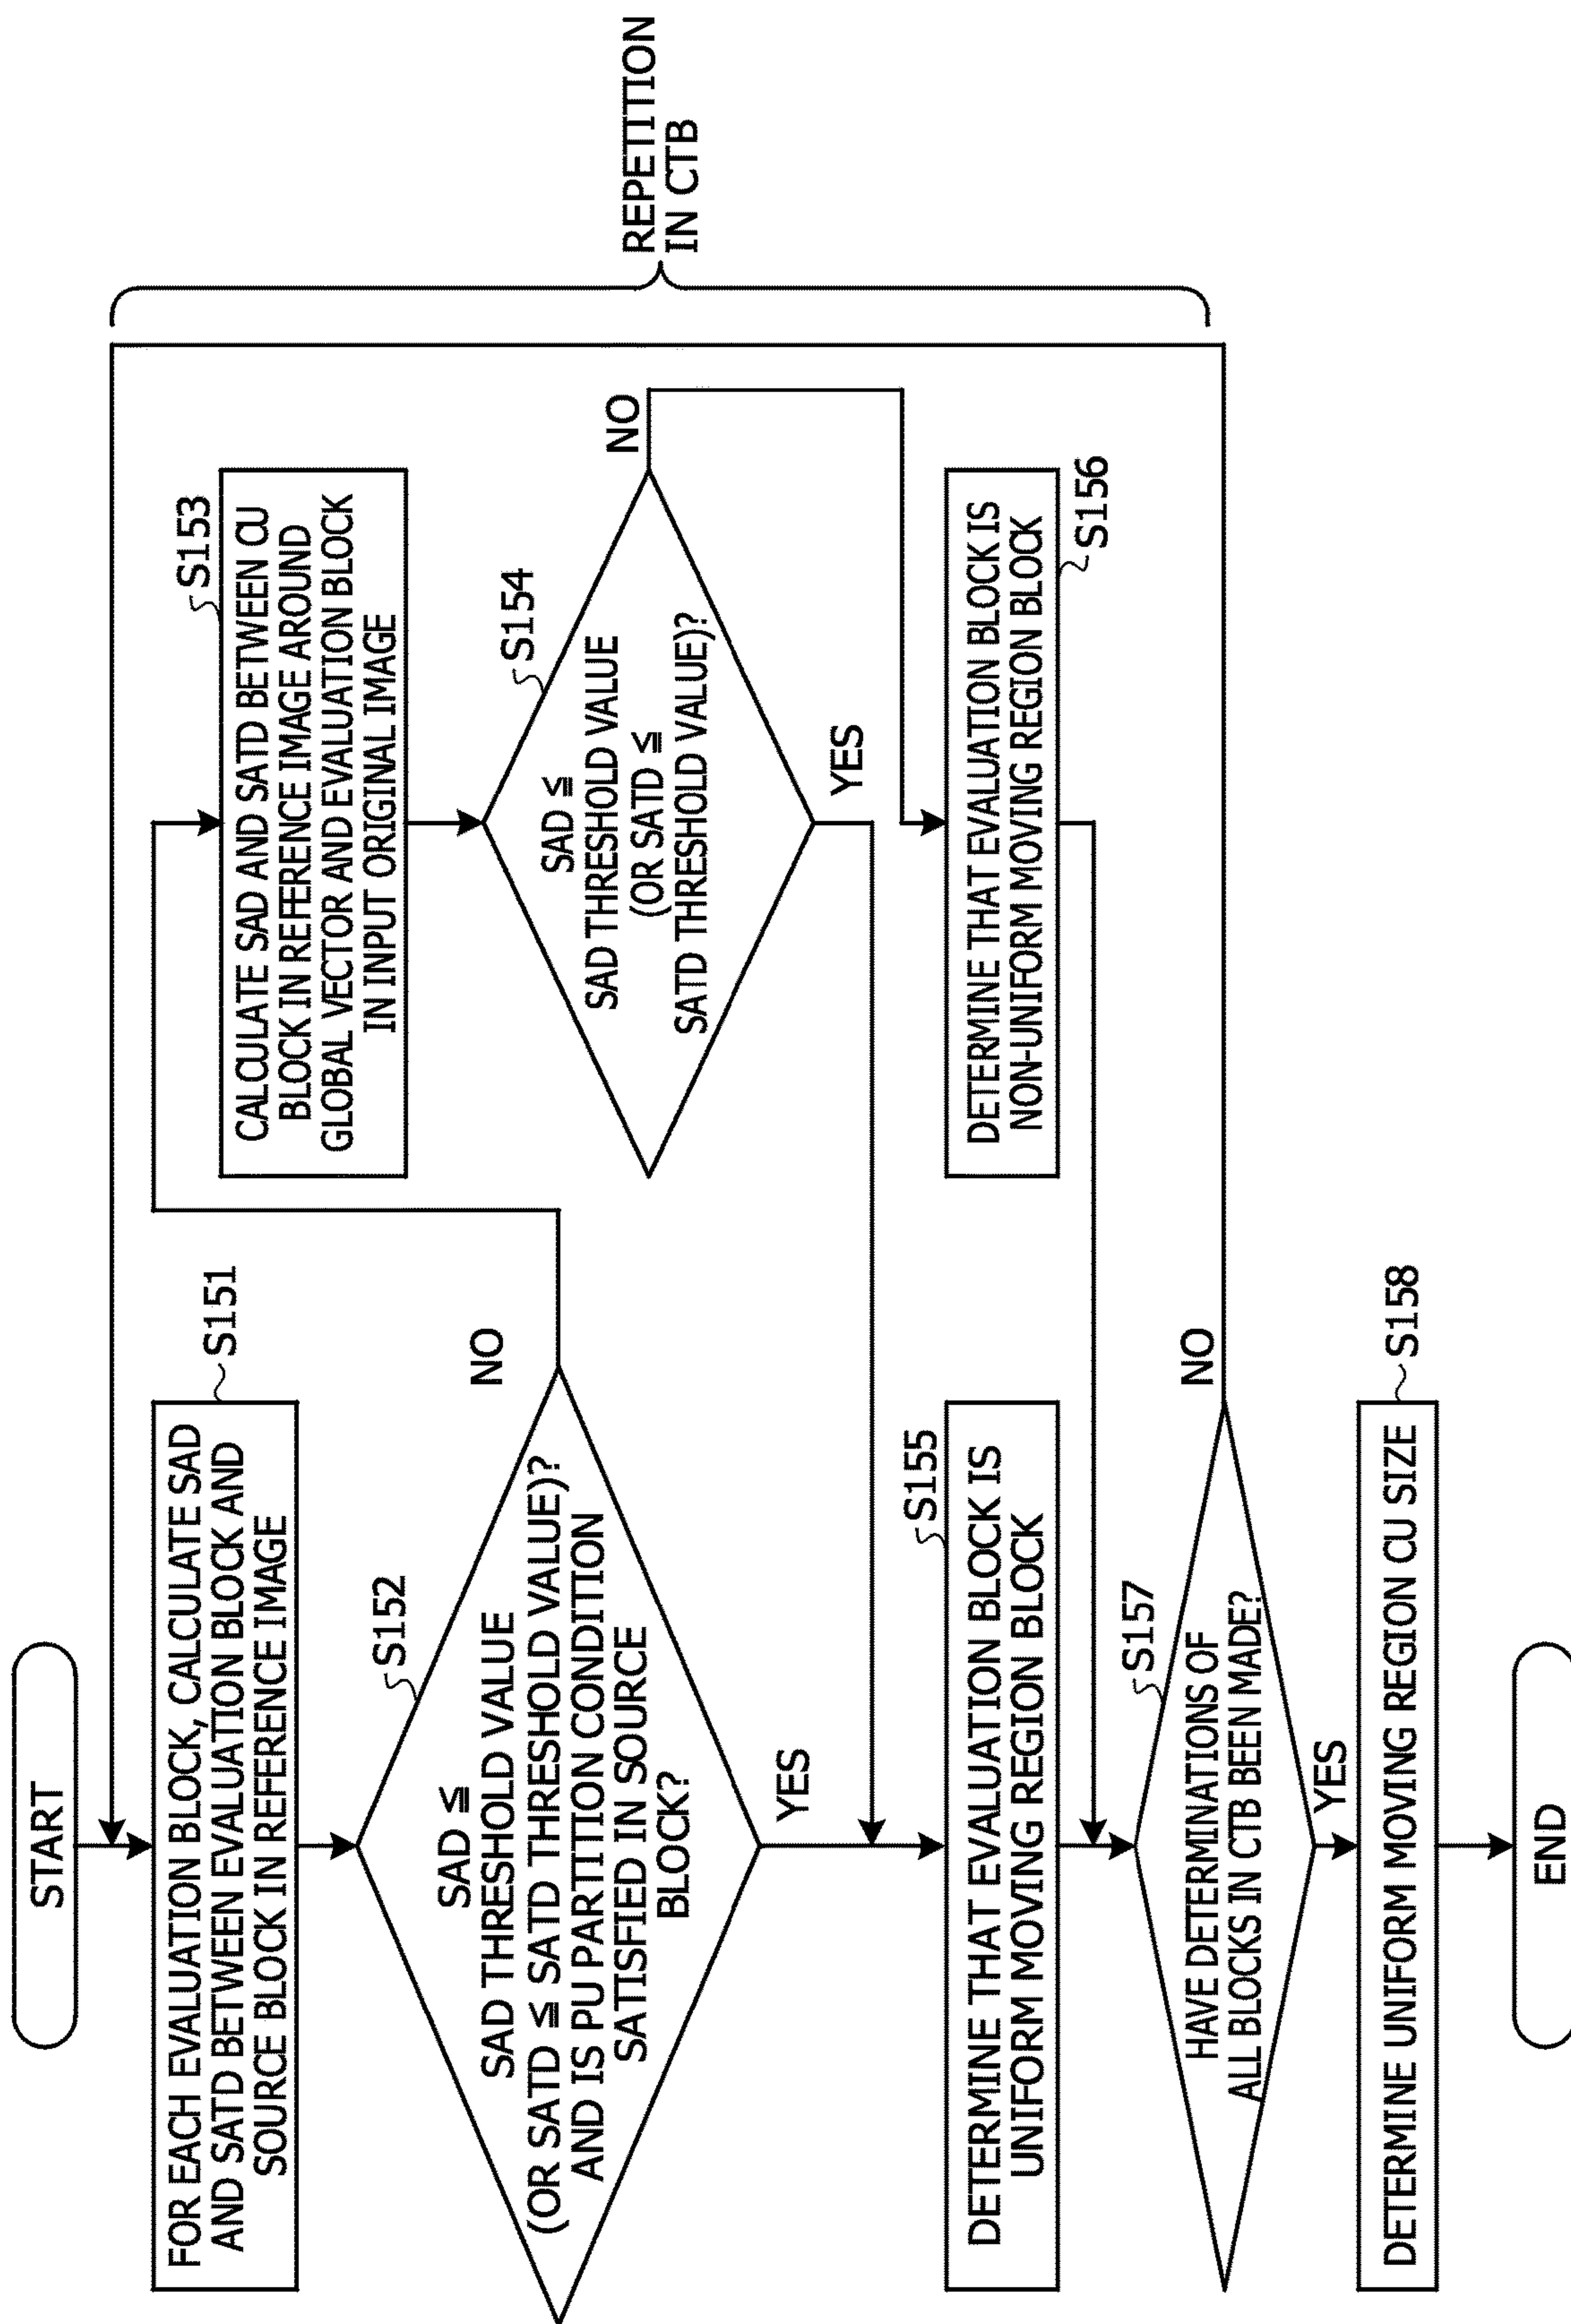 START
FOR EACH EVALUATION BLOCK, CALCULATE SAD
AND SATD BETWEEN EVALUATION BLOCK AND
SOURCE BLOCK IN REFERENCE IMAGE
S151
SAD ≦
SAD THRESHOLD VALUE
(OR SATD ≦ SATD THRESHOLD VALUE)?
AND IS PU PARTITION CONDITION
SATISFIED IN SOURCE
BLOCK?
S152
NO
YES
CALCULATE SAD AND SATD BETWEEN CU
BLOCK IN REFERENCE IMAGE AROUND
GLOBAL VECTOR AND EVALUATION BLOCK
IN INPUT ORIGINAL IMAGE
S153
SAD ≦
SAD THRESHOLD VALUE
(OR SATD ≦
SATD THRESHOLD VALUE)?
S154
NO
YES
DETERMINE THAT EVALUATION BLOCK IS
UNIFORM MOVING REGION BLOCK
S155
DETERMINE THAT EVALUATION BLOCK IS
NON-UNIFORM MOVING REGION BLOCK
S156
HAVE DETERMINATIONS OF
ALL BLOCKS IN CTB BEEN MADE?
S157
NO
YES
REPETITION
IN CTB
DETERMINE UNIFORM MOVING REGION CU SIZE
S158
END